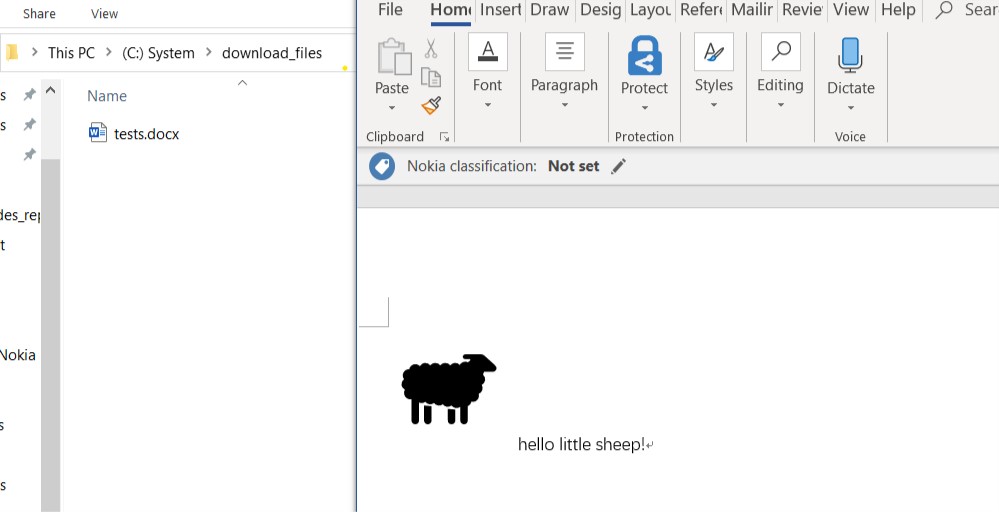 Share View
This PC > (C:) System > download_files
s
Name
s
tests.docx
des_rep
t
Nokia
s
s
File Home Insert Draw Desig Layou Refere Mailin Revie View Help Sear
Paste Font Paragraph Protect Styles Editing Dictate
Clipboard Protection Voice
Nokia classification: Not set
hello little sheep!